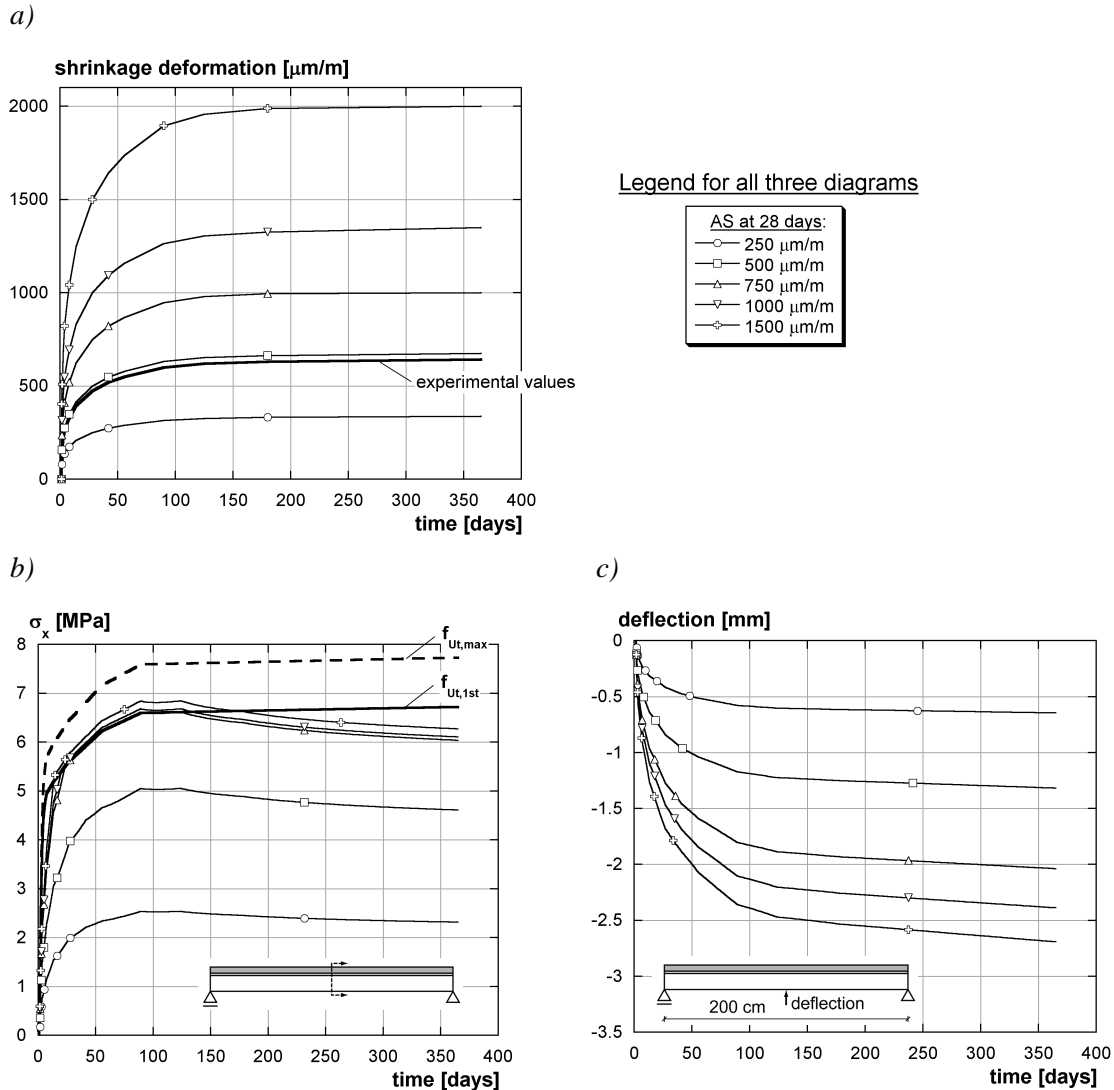 a)
shrinkage deformation [μm/m]
2000
1500
1000
500
0
experimental values
0 50 100 150 200 250 300 350 400
time [days]
Legend for all three diagrams
AS at 28 days:
250 μm/m
500 μm/m
750 μm/m
1000 μm/m
1500 μm/m
b)
σx [MPa]
8
7
6
5
4
3
2
1
0
fUt,max
fUt,1st
0 50 100 150 200 250 300 350 400
time [days]
c)
deflection [mm]
0
-0.5
-1
-1.5
-2
-2.5
-3
-3.5
200 cm
deflection
0 50 100 150 200 250 300 350 400
time [days]